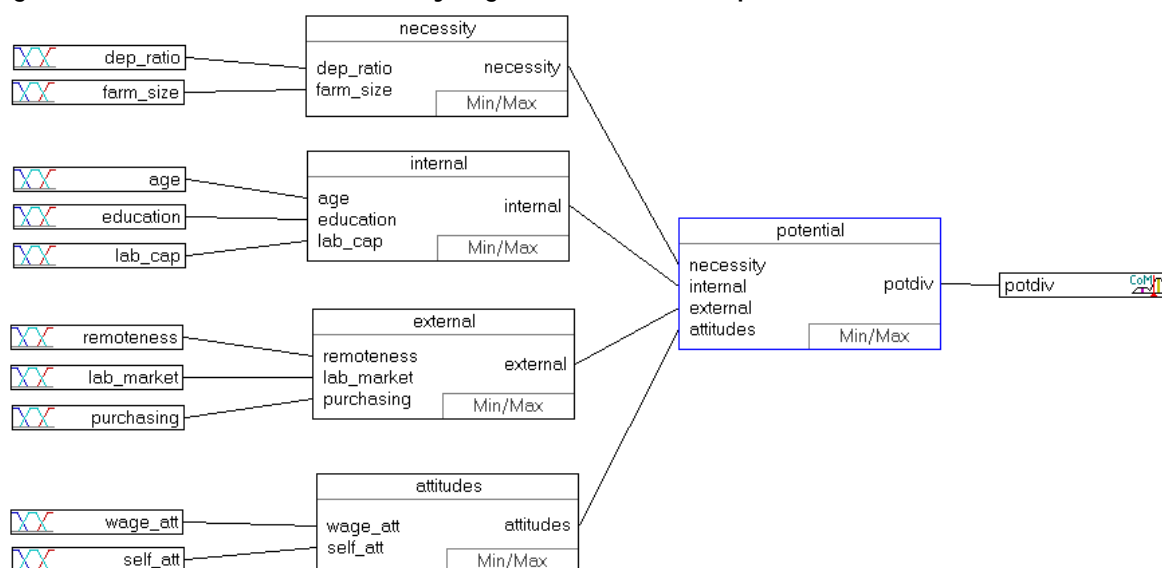 necessity
dep_ratio
farm_size
dep_ratio
farm_size
necessity
Min/Max
internal
age
education
lab_cap
age
education
lab_cap
internal
Min/Max
potential
necessity
internal
external
attitudes
potdiv
Min/Max
potdiv
external
remoteness
lab_market
purchasing
remoteness
lab_market
purchasing
external
Min/Max
attitudes
wage_att
self_att
wage_att
self_att
attitudes
Min/Max